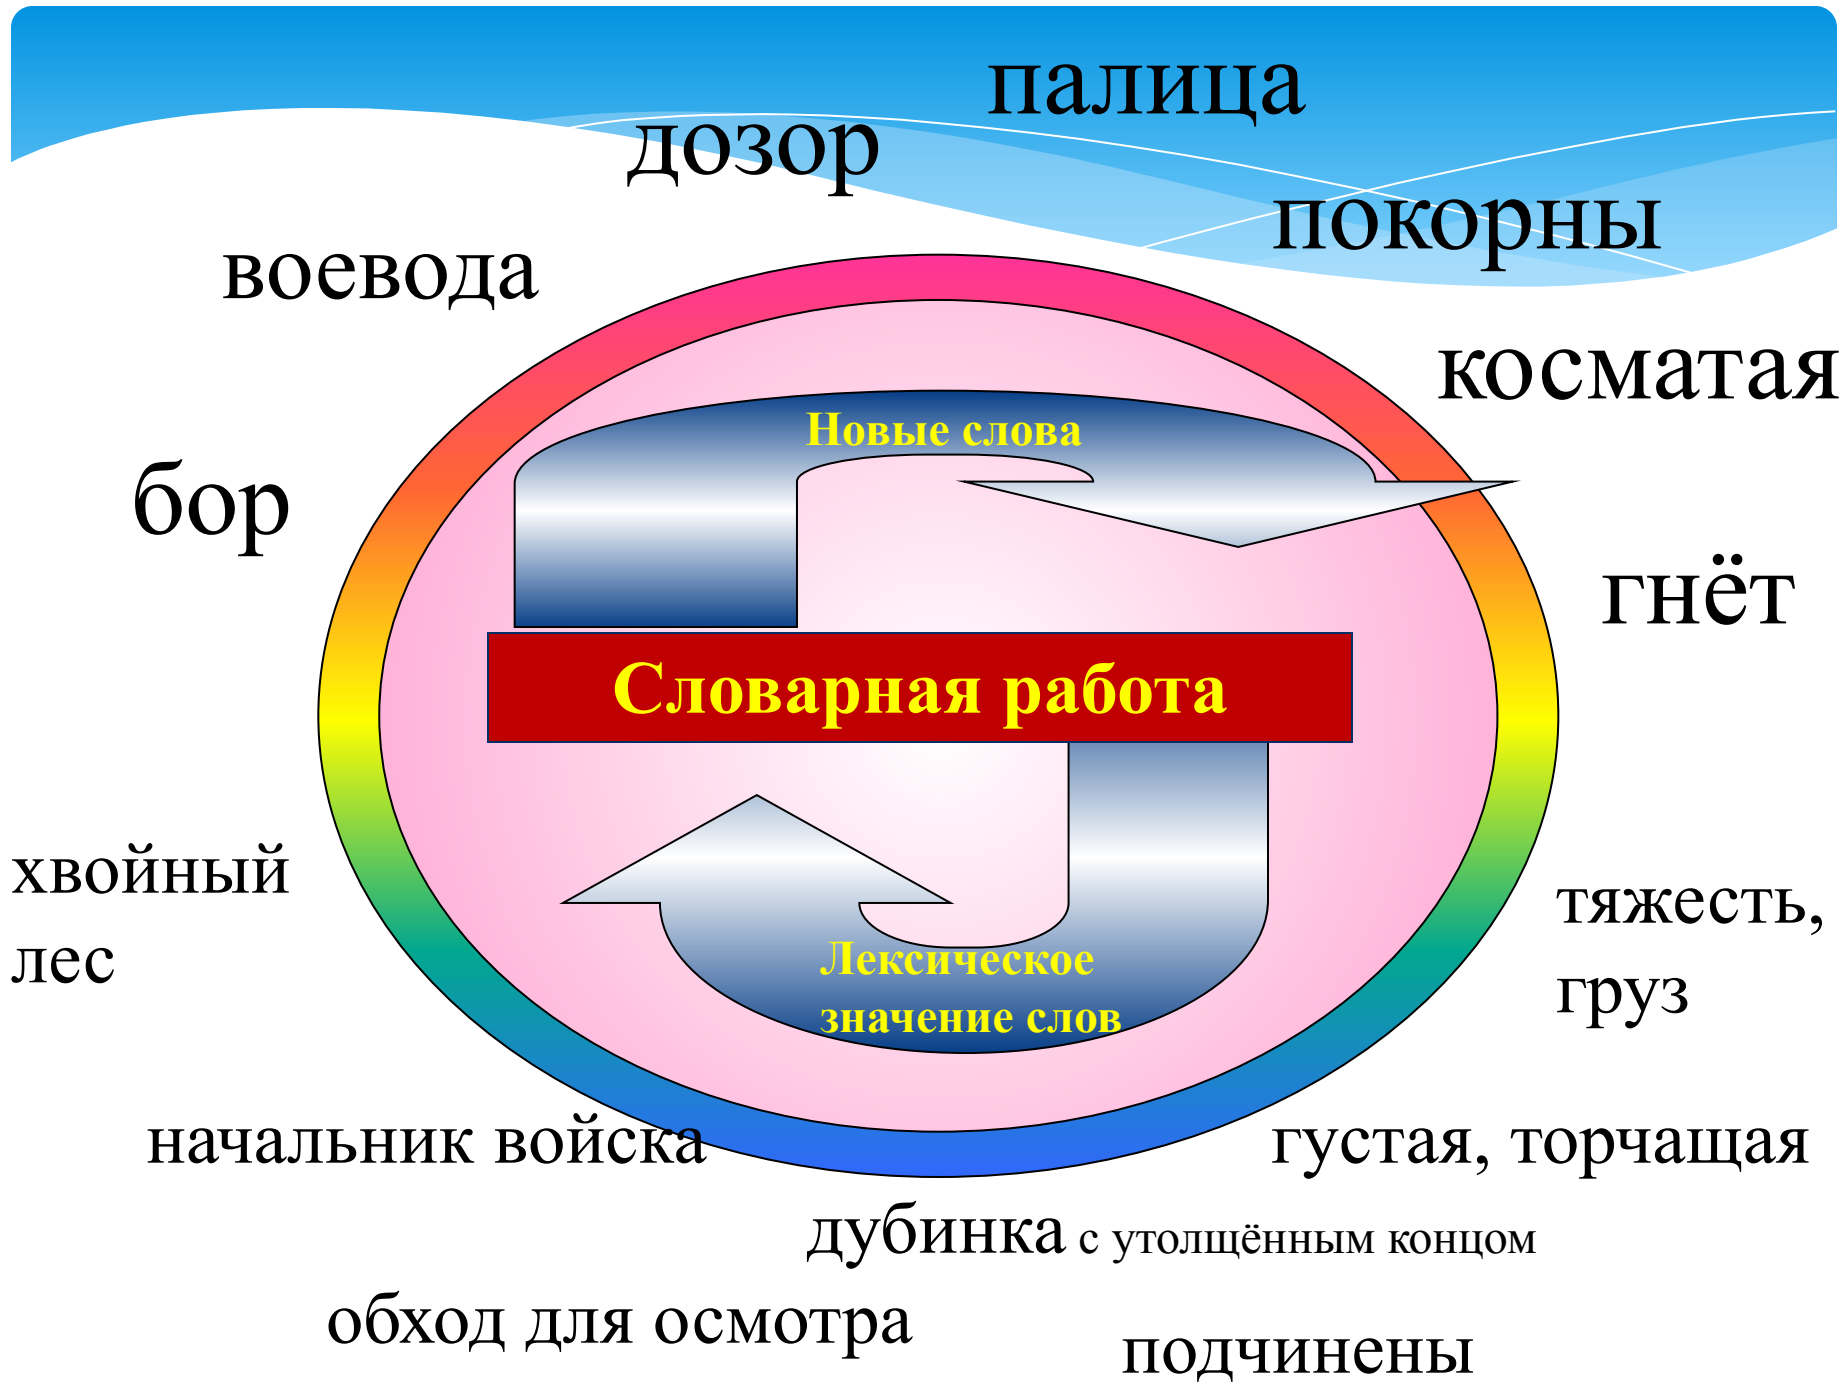 палица
дозор
покорны
воевода
косматая
Новые слова
бор
гнёт
Словарная работа
хвойный
лес
тяжесть,
груз
Лексическое
значение слов
начальник войска
густая, торчащая
дубинка с утолщённым концом
обход для осмотра
подчинены